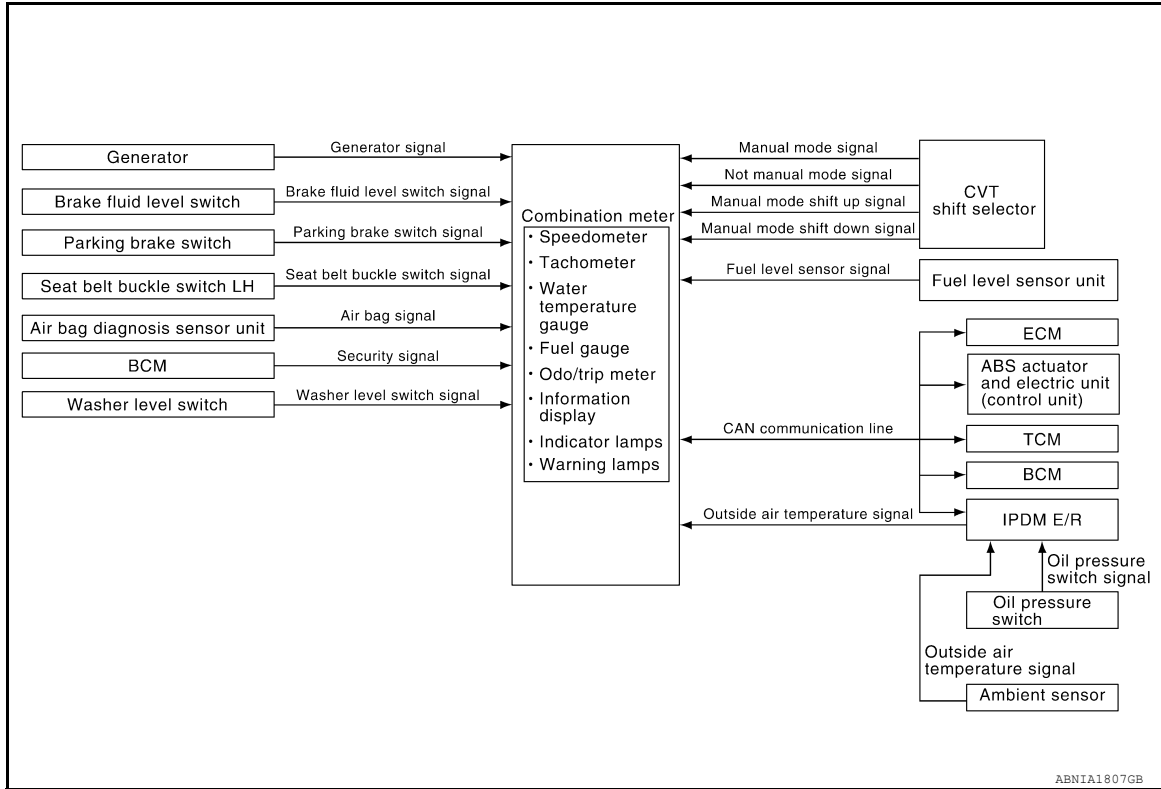 Generator
Generator signal
Brake fluid level switch
Brake fluid level switch signal
Parking brake switch
Parking brake switch signal
Seat belt buckle switch LH
Seat belt buckle switch signal
Air bag diagnosis sensor unit
Air bag signal
BCM
Security signal
Washer level switch
Washer level switch signal
Combination meter
· Speedometer
· Tachometer
· Water
temperature
gauge
· Fuel gauge
· Odo/trip meter
· Information
display
· Indicator lamps
· Warning lamps
Manual mode signal
Not manual mode signal
Manual mode shift up signal
Manual mode shift down signal
CVT
shift selector
Fuel level sensor signal
Fuel level sensor unit
CAN communication line
ECM
ABS actuator
and electric unit
(control unit)
TCM
BCM
Outside air temperature signal
IPDM E/R
Oil pressure
switch signal
Oil pressure
switch
Outside air
temperature signal
Ambient sensor
ABNIA1807GB